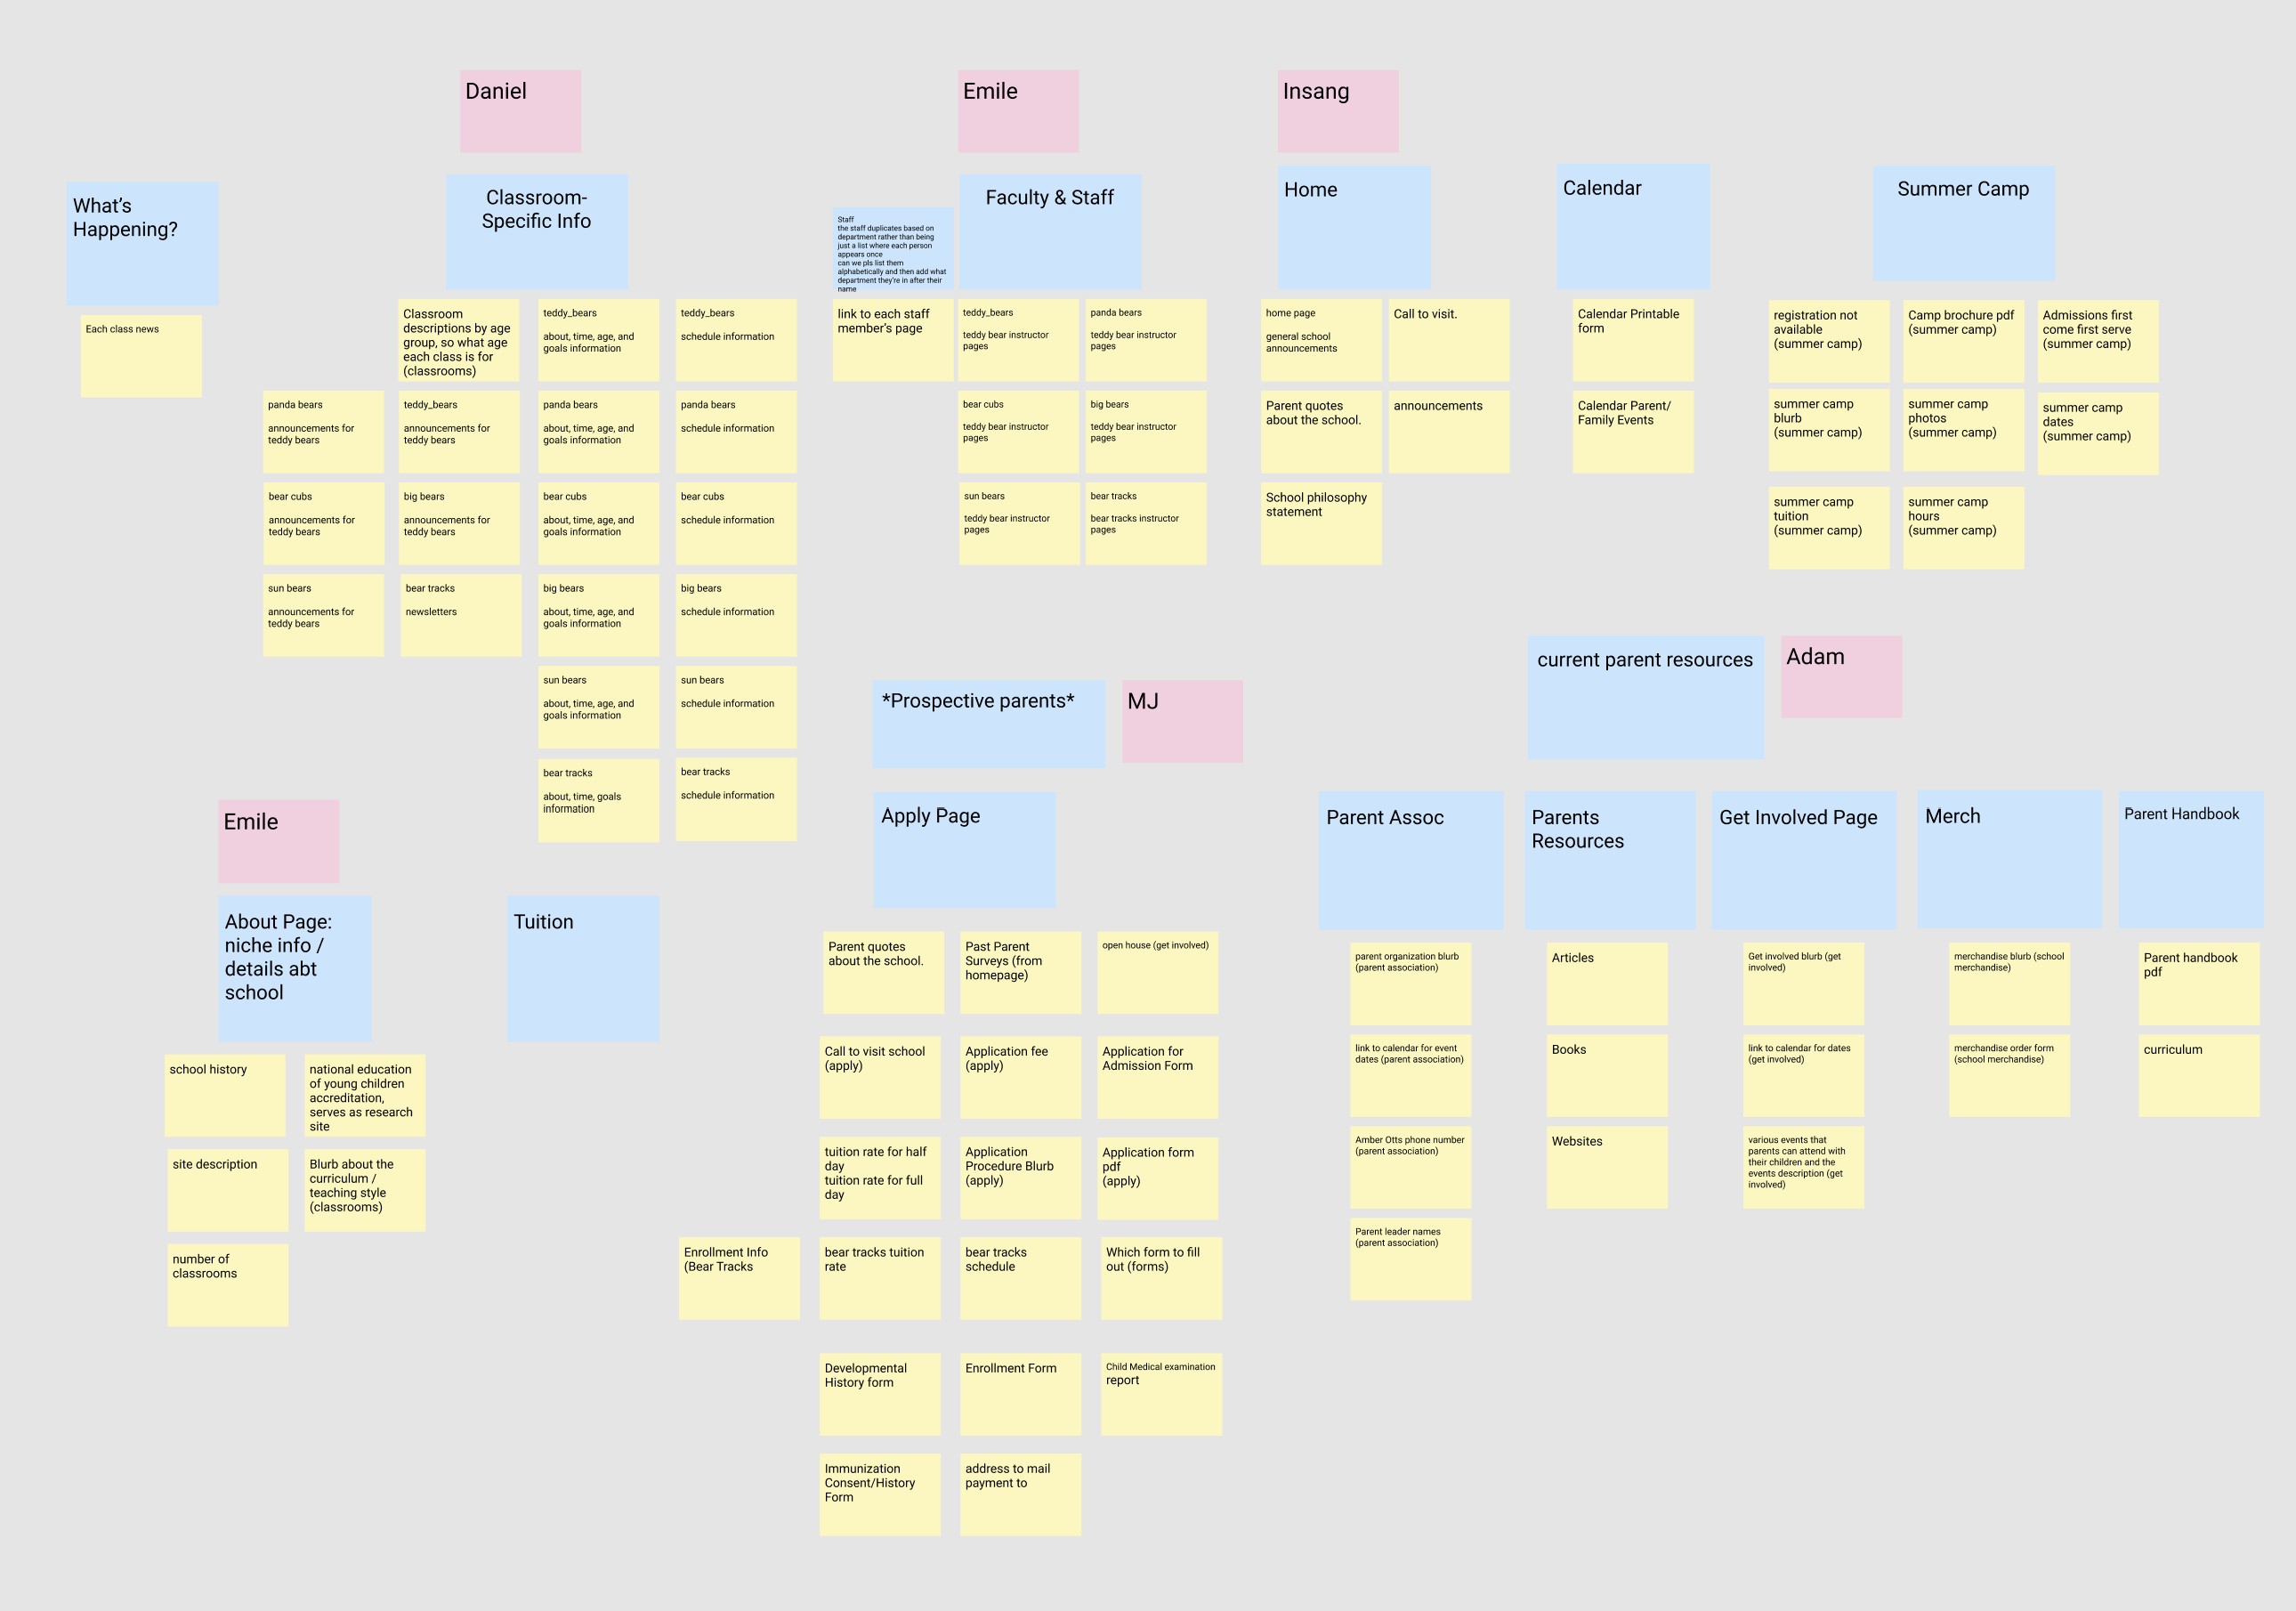 Daniel
Emile
Insang
What's
Happening?
Each class news
Classroom-
Specific Info
Classroom
descriptions by age
group, so what age
each class is for
(classrooms)
teddy_bears
about, time, age, and
goals information
teddy_bears
schedule information
panda bears
announcements for
teddy bears
teddy_bears
announcements for
teddy bears
panda bears
about, time, age, and
goals information
panda bears
schedule information
bear cubs
announcements for
teddy bears
big bears
announcements for
teddy bears
bear cubs
about, time, age, and
goals information
bear cubs
schedule information
sun bears
announcements for
teddy bears
bear tracks
newsletters
big bears
about, time, age, and
goals information
big bears
schedule information
sun bears
about, time, age, and
goals information
sun bears
schedule information
bear tracks
about, time, goals
information
bear tracks
schedule information
Staff
the staff duplicates based on
department rather than being
just a list where each person
appears once
can we pls list them
alphabetically and then add what
department they're in after their
name
Faculty & Staff
link to each staff
member's page
teddy_bears
teddy bear instructor
pages
panda bears
teddy bear instructor
pages
bear cubs
teddy bear instructor
pages
big bears
teddy bear instructor
pages
sun bears
teddy bear instructor
pages
bear tracks
bear tracks instructor
pages
Home
home page
general school
announcements
Call to visit.
Parent quotes
about the school.
announcements
School philosophy
statement
Calendar
Calendar Printable
form
Calendar Parent/
Family Events
Summer Camp
registration not
available
(summer camp)
Camp brochure pdf
(summer camp)
Admissions first
come first serve
(summer camp)
summer camp
blurb
(summer camp)
summer camp
photos
(summer camp)
summer camp
dates
(summer camp)
summer camp
tuition
(summer camp)
summer camp
hours
(summer camp)
Emile
About Page:
niche info /
details abt
school
school history
national education
of young children
accreditation,
serves as research
site
site description
Blurb about the
curriculum /
teaching style
(classrooms)
number of
classrooms
Tuition
*Prospective parents*
MJ
Apply Page
Parent quotes
about the school.
Past Parent
Surveys (from
homepage)
open house (get involved)
Call to visit school
(apply)
Application fee
(apply)
Application for
Admission Form
tuition rate for half
day
tuition rate for full
day
Application
Procedure Blurb
(apply)
Application form
pdf
(apply)
Enrollment Info
(Bear Tracks
bear tracks tuition
rate
bear tracks
schedule
Which form to fill
out (forms)
Developmental
History form
Enrollment Form
Child Medical examination
report
Immunization
Consent/History
Form
address to mail
payment to
current parent resources
Adam
Parent Assoc
parent organization blurb
(parent association)
link to calendar for event
dates (parent association)
Amber Otts phone number
(parent association)
Parent leader names
(parent association)
Parents
Resources
Articles
Books
Websites
Get Involved Page
Get involved blurb (get
involved)
link to calendar for dates
(get involved)
various events that
parents can attend with
their children and the
events description (get
involved)
Merch
merchandise blurb (school
merchandise)
merchandise order form
(school merchandise)
Parent Handbook
Parent handbook
pdf
curriculum